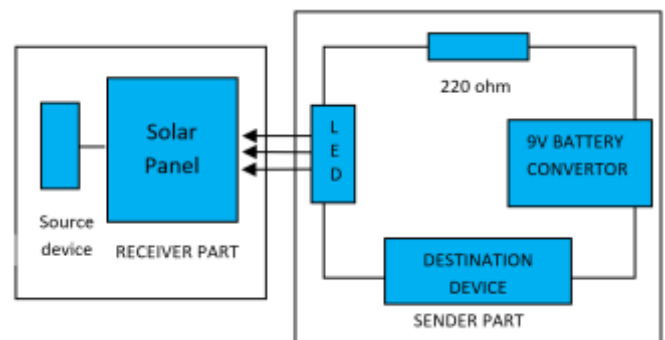 Solar
Panel
Source
device
RECEIVER PART
L
E
D
220 ohm
9V BATTERY
CONVERTOR
DESTINATION
DEVICE
SENDER PART